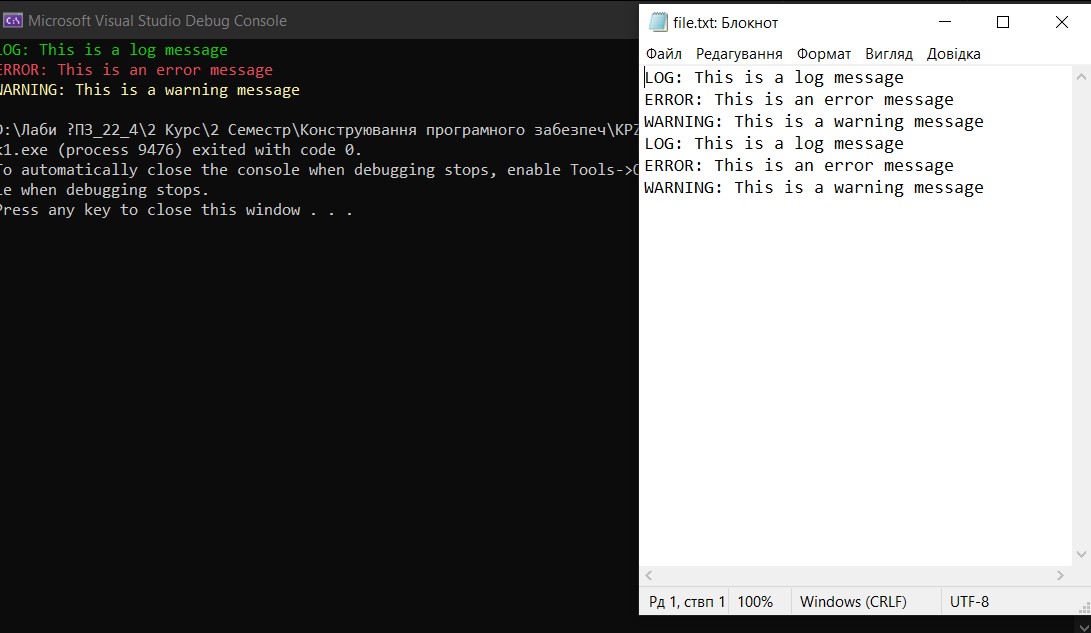 Microsoft Visual Studio Debug Console
LOG: This is a log message
ERROR: This is an error message
WARNING: This is a warning message
D:\Лаби ?ПЗ_22_4\2 Курс\2 Семестр\Конструювання програмного забезпеч\KPZ
k1.exe (process 9476) exited with code 0.
To automatically close the console when debugging stops, enable Tools->O
le when debugging stops.
Press any key to close this window . . .
file.txt: Блокнот
Файл Редагування Формат Вигляд Довідка
LOG: This is a log message
ERROR: This is an error message
WARNING: This is a warning message
LOG: This is a log message
ERROR: This is an error message
WARNING: This is a warning message
Рд 1, ствп 1 100% Windows (CRLF) UTF-8